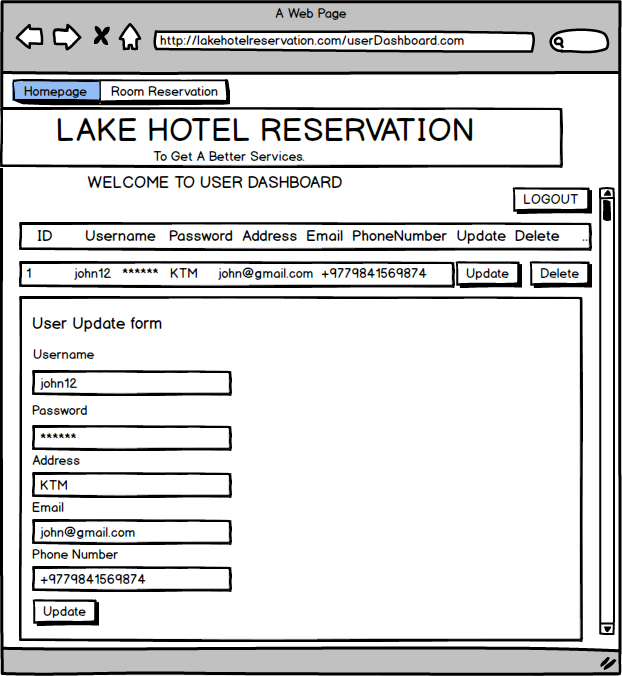 A Web Page
http://lakehotelreservation.com/userDashboard.com
Homepage Room Reservation
LAKE HOTEL RESERVATION
To Get A Better Services.
WELCOME TO USER DASHBOARD
LOGOUT
ID Username Password Address Email PhoneNumber Update Delete ..
1 john12 ****** KTM john@gmail.com +9779841569874 Update Delete
User Update form
Username
john12
Password
******
Address
KTM
Email
john@gmail.com
Phone Number
+9779841569874
Update